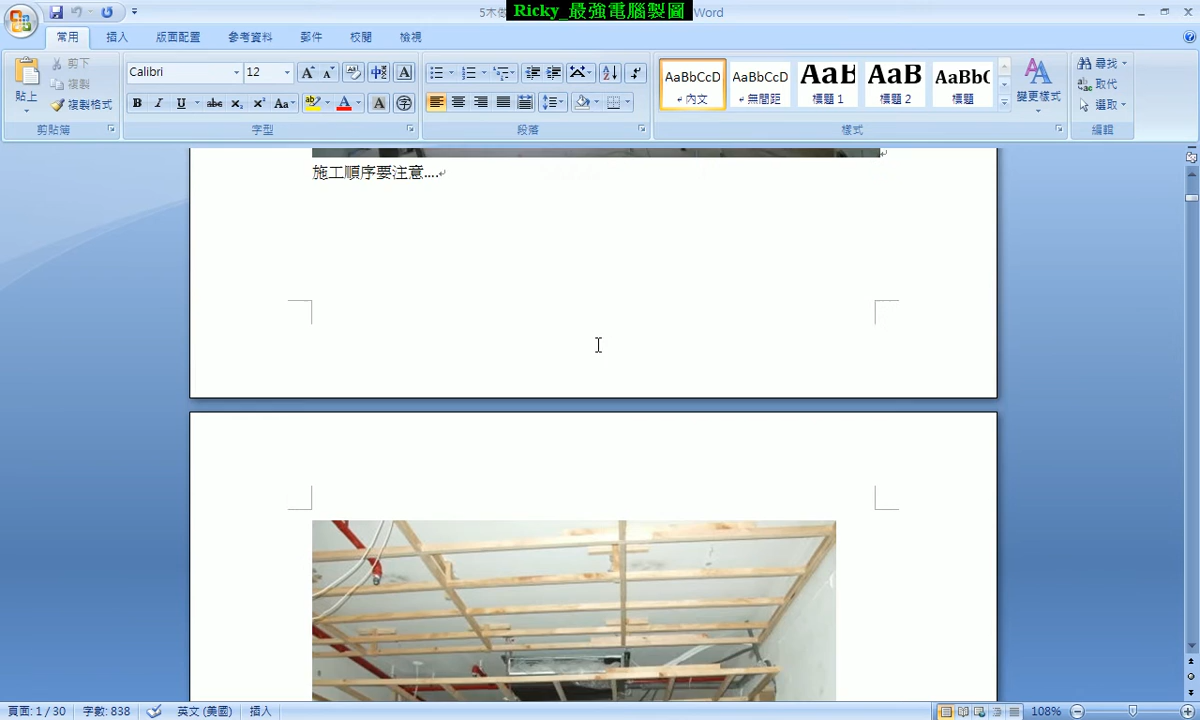 5木做
Ricky_最強電腦製圖
Word
常用
插入
版面配置
參考資料
郵件
校閱
檢視
貼上
剪下
複製
複製格式
剪貼簿
Calibri
12
字型
段落
AaBbCcD
內文
AaBbCcD
無間距
AaB
標題 1
AaB
標題 2
AaBbC
標題
變更樣式
樣式
尋找
取代
選取
編輯
施工順序要注意....
頁面: 1 / 30
字數: 838
英文 (美國)
插入
108%